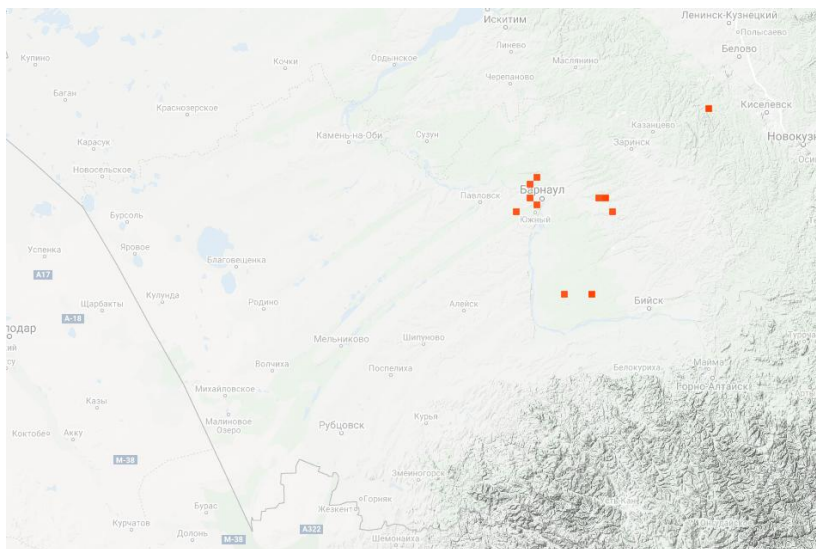 Искитим
Ленинск-Кузнецкий
Полысаево
Линево
Белово
Купино
Кочки
Ордынское
Маслянино
Черепаново
Баган
Краснозерское
Киселевск
Казанцево
Карасук
Камень-на-Оби
Сузун
Заринск
Новокузн
Новосельское
Павловск
Барнаул
Бурсоль
Южный
Успенка
Яровое
Благовещенка
А17
Щарбакты
Кулунда
Родино
Алейск
Бийск
А-18
лодар
Мельниково
Шипуново
Волчиха
Поспелиха
Белокуриха
Майма
Михайловское
Горно-Алтайск
Казы
Малиновое
Озеро
Рубцовск
Курья
Коктобе
Акку
М-38
Змеиногорск
Горняк
Бурас
Жезкент
Курчатов
Долонь
М-38
А322
Шемонаиха